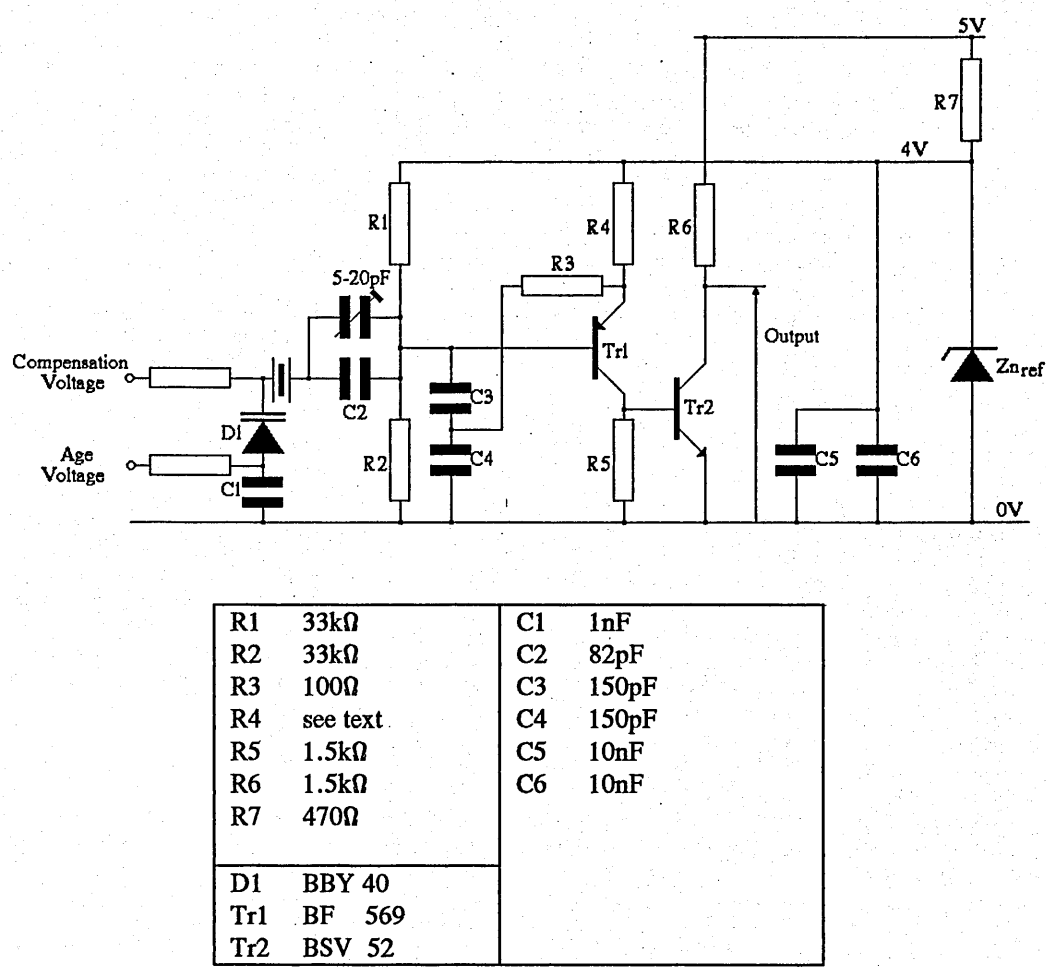 5V
R7
4V
R1
R4
R6
R3
5-20pF
Output
Tr1
Compensation
Voltage
Znref
C3
C2
Tr2
D1
Age
Voltage
R2
C4
R5
C5
C6
C1
0V
R1 33kΩ
R2 33kΩ
R3 100Ω
R4 see text
R5 1.5kΩ
R6 1.5kΩ
R7 470Ω
C1 1nF
C2 82pF
C3 150pF
C4 150pF
C5 10nF
C6 10nF
D1 BBY 40
Tr1 BF 569
Tr2 BSV 52